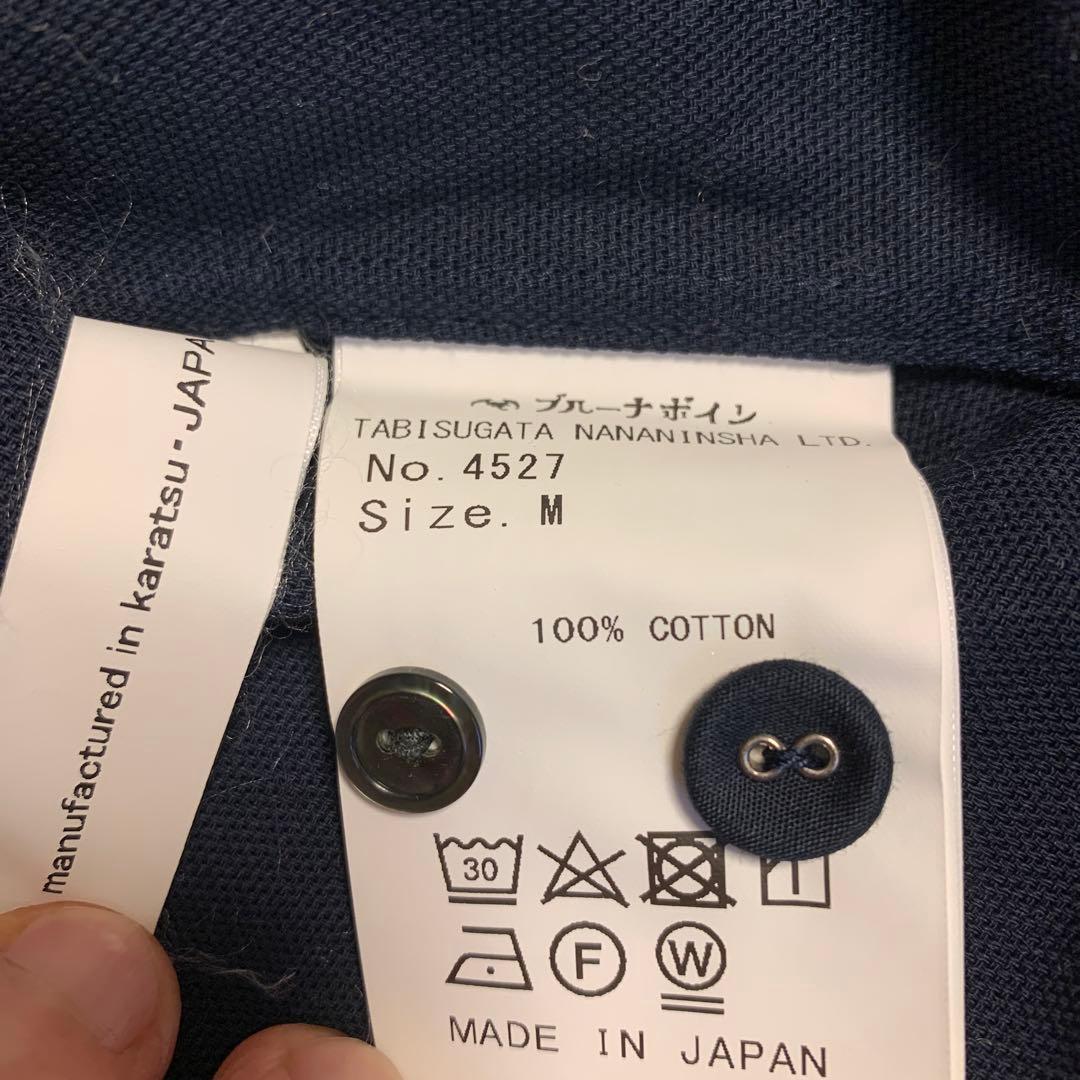 manufactured in karatsu-JAPA
ブルーナボイン
TABISUGATA NANANINSHA LTD.
No. 4527
Size. M
100% COTTON
30
F W
MADE IN JAPAN